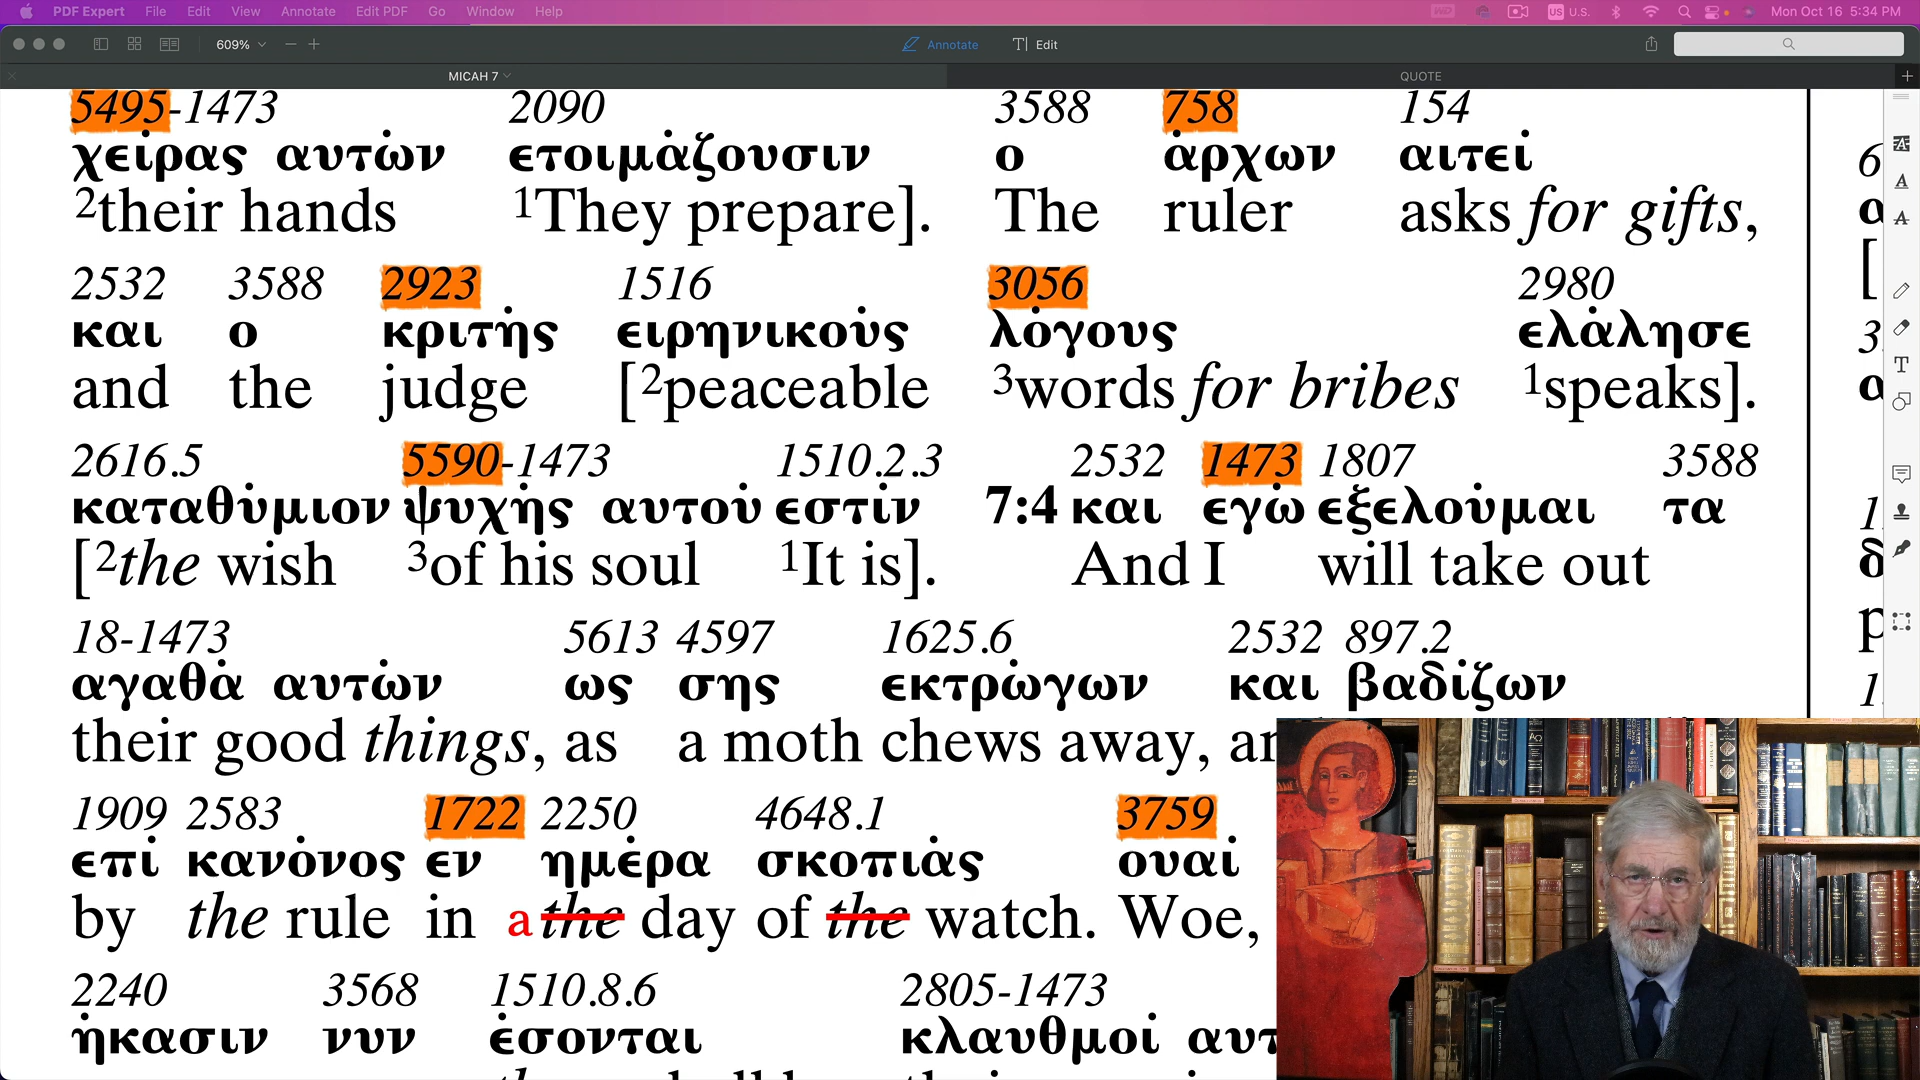 PDF Expert File Edit View Annotate Edit PDF Go Window Help U.S. Mon Oct 16 5:34 PM
609% Annotate Edit
MICAH 7 QUOTE
5495-1473 2090 3588 758 154
χείρας αυτών ετοιμάζουσιν ο άρχων αιτεί
2their hands 1They prepare]. The ruler asks for gifts,
2532 3588 2923 1516 3056 2980
και ο κριτής ειρηνικούς λόγους ελάλησε
and the judge [2peaceable 3words for bribes 1speaks].
2616.5 5590-1473 1510.2.3 2532 1473 1807 3588
καταθύμιον ψυχής αυτού εστίν 7:4 και εγώ εξελούμαι τα
[2the wish 3of his soul 1It is]. And I will take out
18-1473 5613 4597 1625.6 2532 897.2
αγαθά αυτών ως σης εκτρώγων και βαδίζων
their good things, as a moth chews away,
1909 2583 1722 2250 4648.1 3759
επί κανόνος εν ημέρα σκοπιάς ουαί
by the rule in a the day of the watch. Woe,
2240 3568 1510.8.6 2805-1473
ήκασιν νυν έσονται κλαυθμοί